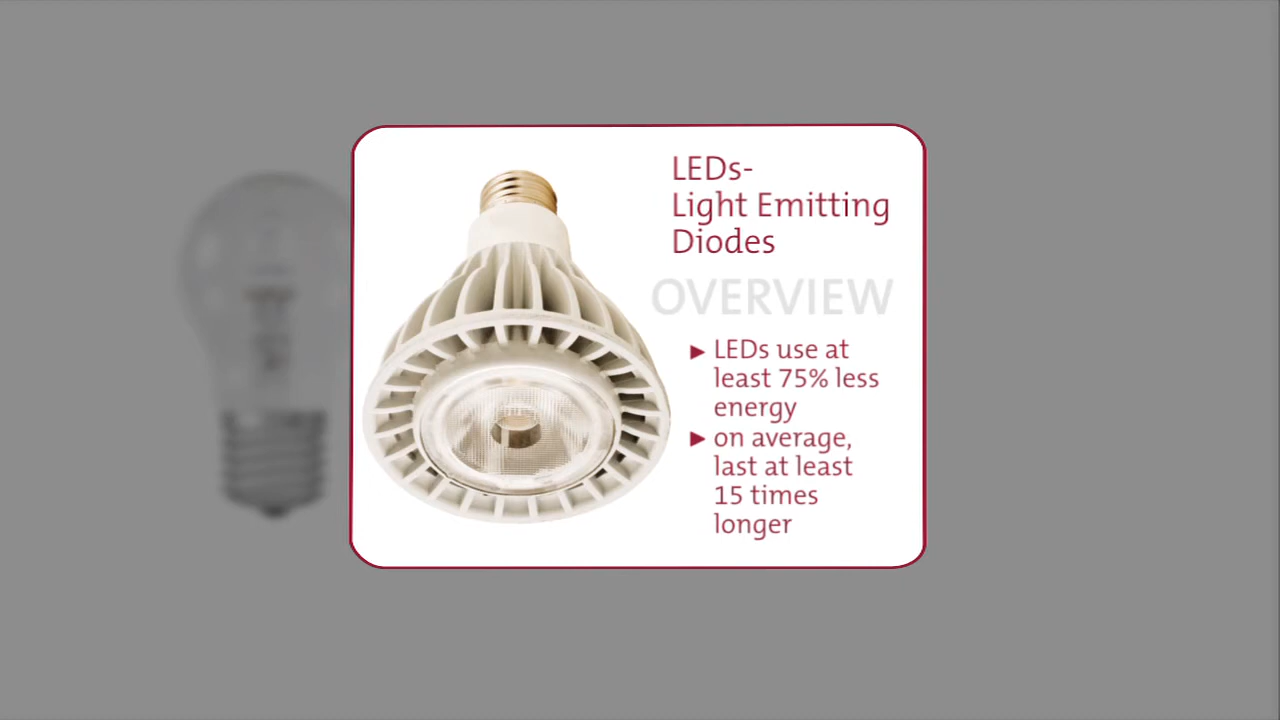 LEDs-
Light Emitting
Diodes
OVERVIEW
▶ LEDs use at
least 75% less
energy
▶ on average,
last at least
15 times
longer